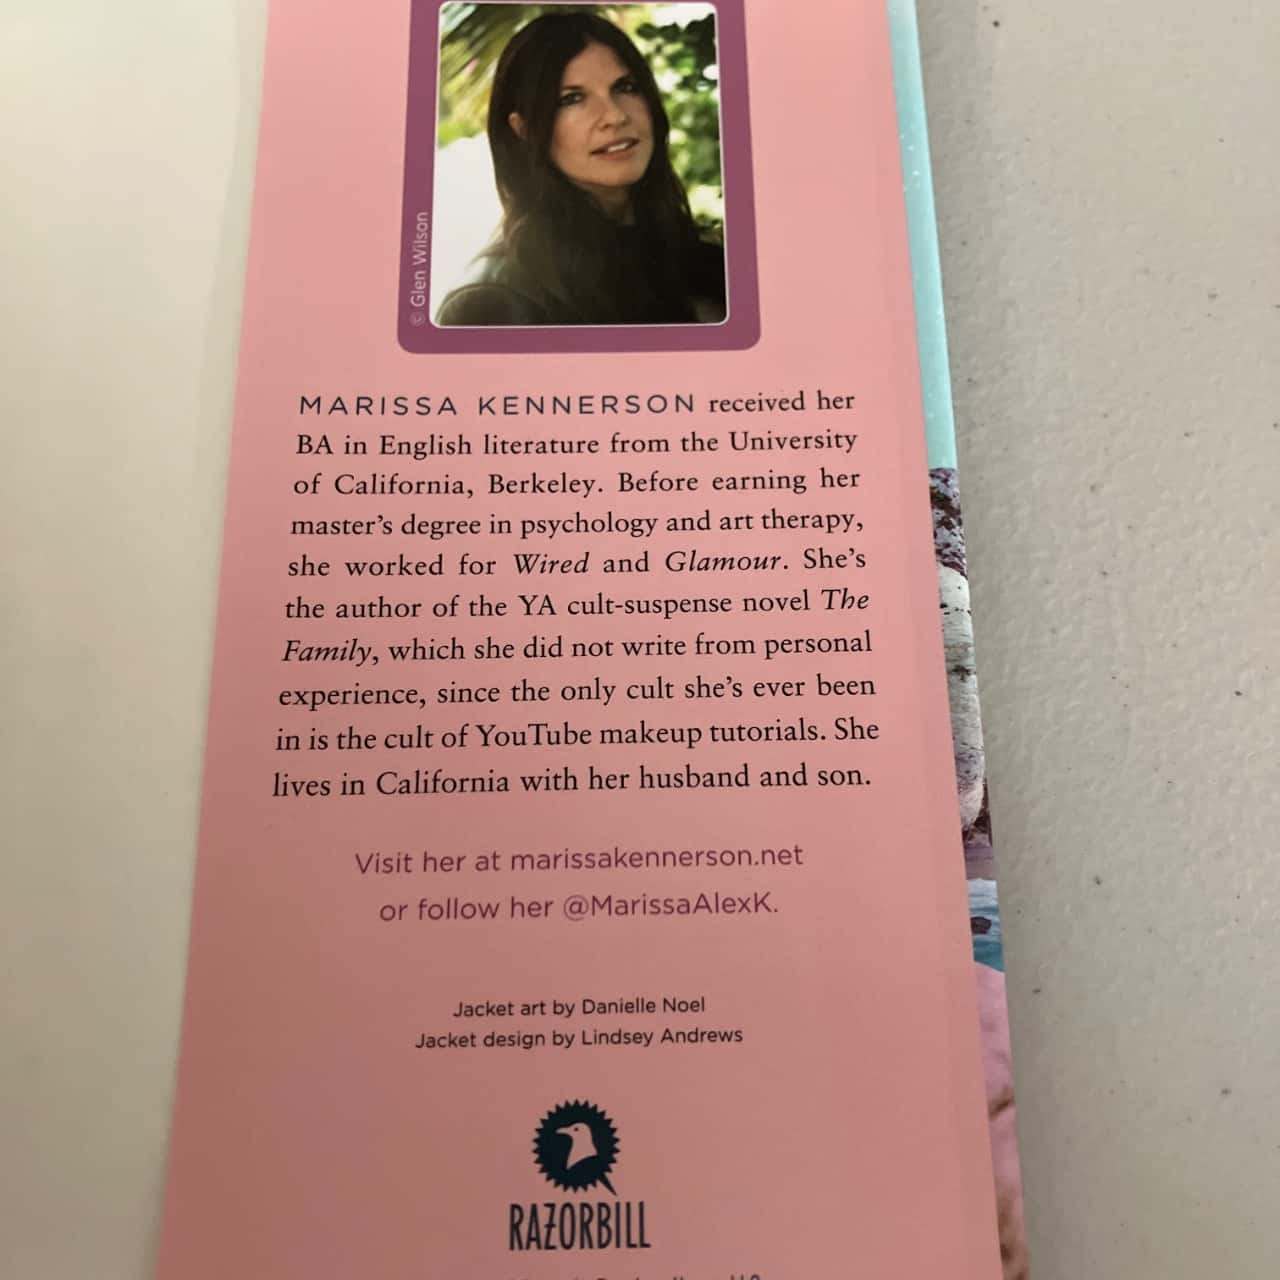 © Glen Wilson
MARISSA KENNERSON received her
BA in English literature from the University
of California, Berkeley. Before earning her
master's degree in psychology and art therapy,
she worked for Wired and Glamour. She's
the author of the YA cult-suspense novel The
Family, which she did not write from personal
experience, since the only cult she's ever been
in is the cult of YouTube makeup tutorials. She
lives in California with her husband and son.
Visit her at marissakennerson.net
or follow her @MarissaAlexK.
Jacket art by Danielle Noel
Jacket design by Lindsey Andrews
RAZORBILL